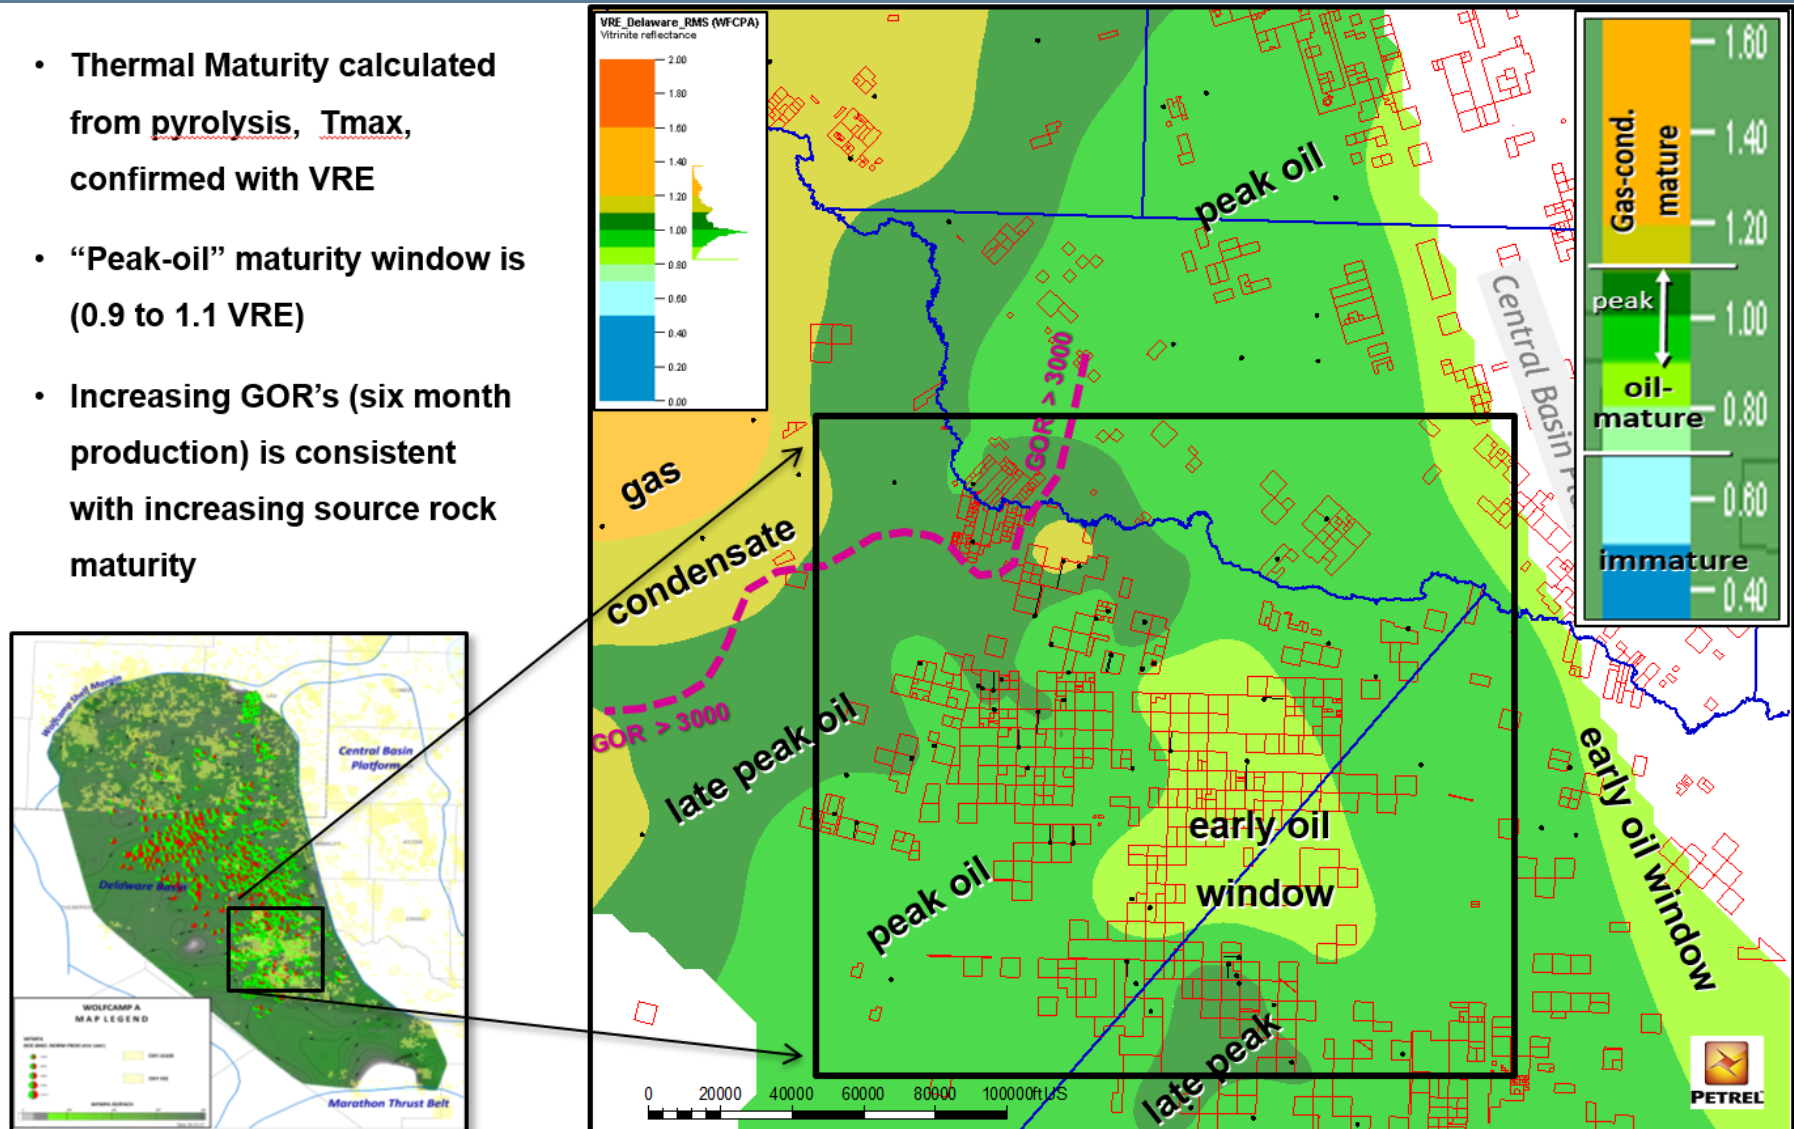 • Thermal Maturity calculated
from pyrolysis, Tmax,
confirmed with VRE
• “Peak-oil” maturity window is
(0.9 to 1.1 VRE)
• Increasing GOR’s (six month
production) is consistent
with increasing source rock
maturity
VRE_Delaware_RMS (WFCPA)
Vitrinite reflectance
2.00
1.80
1.60
1.40
1.20
1.00
0.80
0.60
0.40
0.20
0.00
peak oil
GOR > 3000
gas
condensate
GOR > 3000
late peak oil
peak oil
early oil
window
late peak
early oil window
Central Basin
0 20000 40000 60000 80000 100000ft US
PETREL
Gas-cond.
mature
peak
oil-
mature
immature
1.60
1.40
1.20
1.00
0.80
0.60
0.40
Wolfcamp Shelf Margin
Central Basin
Platform
Delaware Basin
Marathon Thrust Belt
WOLFCAMP A
MAP LEGEND